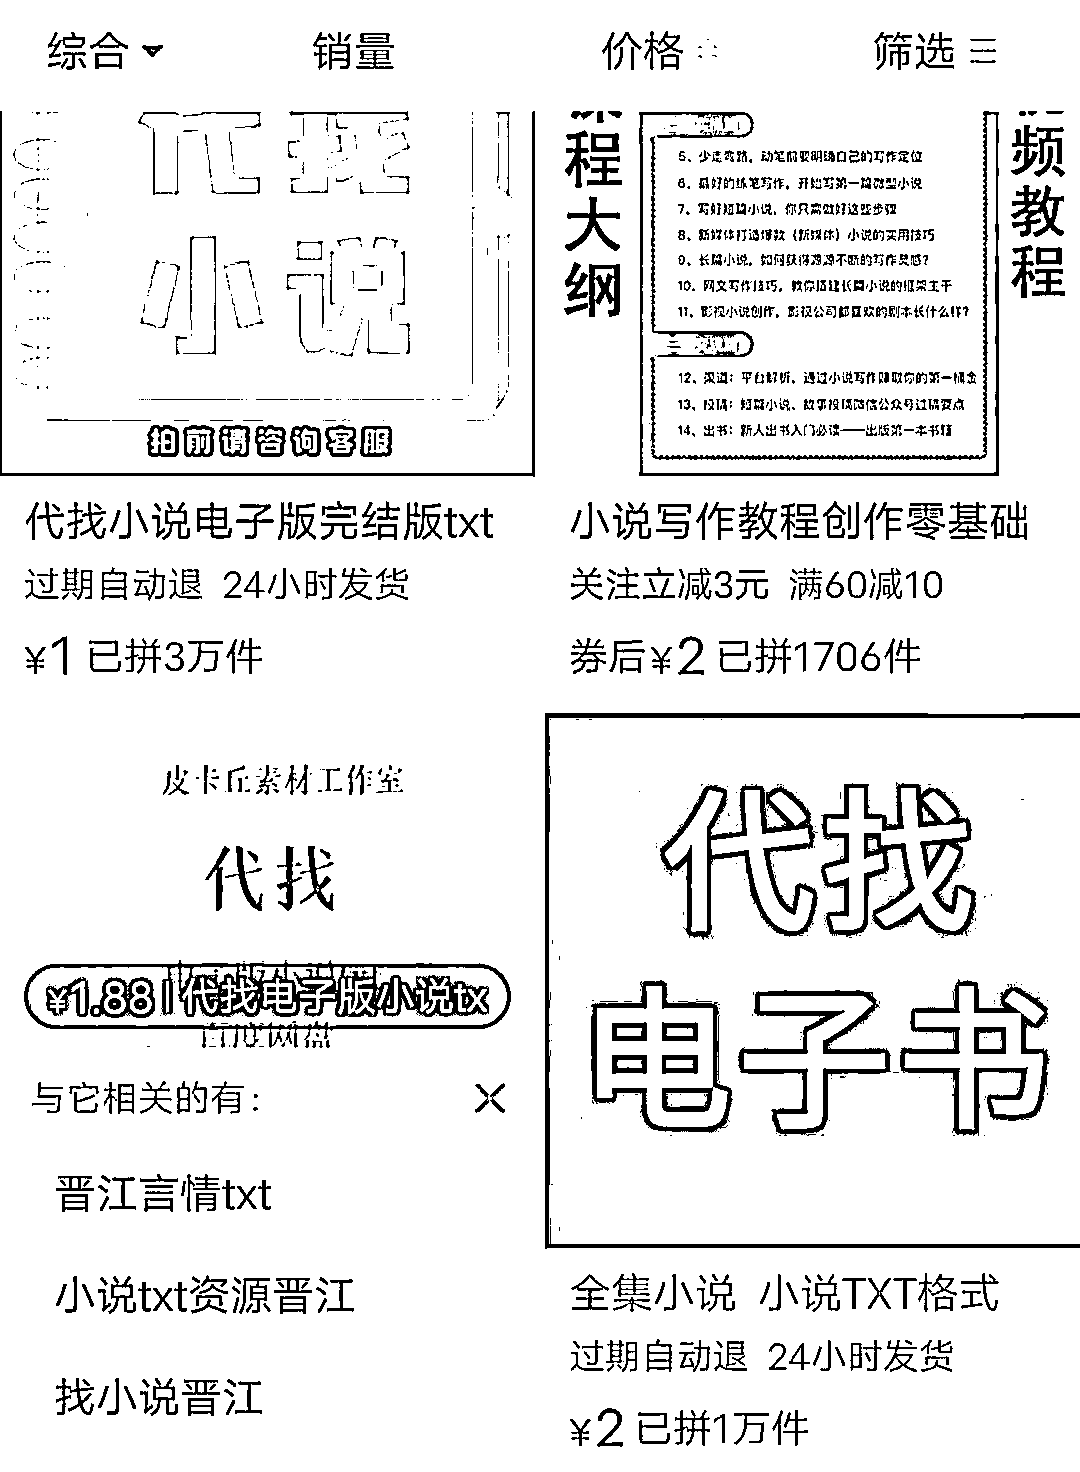 综合 销量 价格 筛选
代找
小说
拍前请咨询客服
代找小说电子版完结版txt
过期自动退 24小时发货
¥1 已拼3万件
程大纲
5、少走弯路，动笔前要明确自己的写作定位
6、最好的练笔写作，开始写第一篇微型小说
7、写好短篇小说，你只需做好这些步骤
8、新媒体打造爆款（新媒体）小说的实用技巧
9、长篇小说，如何获得源源不断的写作灵感？
10、网文写作技巧，教你搭建长篇小说的框架主干
11、影视小说创作，影视公司都喜欢的剧本长什么样？
12、渠道：平台解析，通过小说写作赚取你的第一桶金
13、投稿：短篇小说、故事投稿微信公众号过稿要点
14、出书：新人出书入门必读——出版第一本书籍
频教程
小说写作教程创作零基础
关注立减3元 满60减10
券后¥2 已拼1706件
皮卡丘素材工作室
代找
¥1.88 | 代找电子版小说tx
百度网盘
与它相关的有：
晋江言情txt
小说txt资源晋江
找小说晋江
代找
电子书
全集小说 小说TXT格式
过期自动退 24小时发货
¥2 已拼1万件